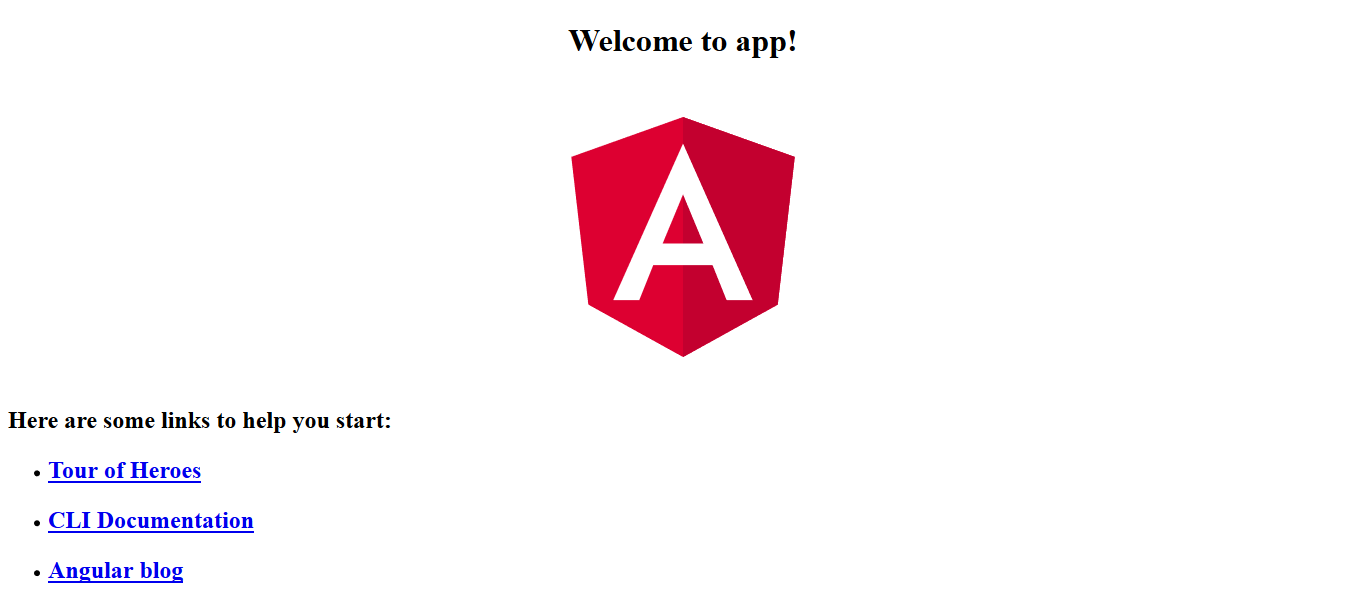 Welcome to app!
A
Here are some links to help you start:
Tour of Heroes
CLI Documentation
Angular blog